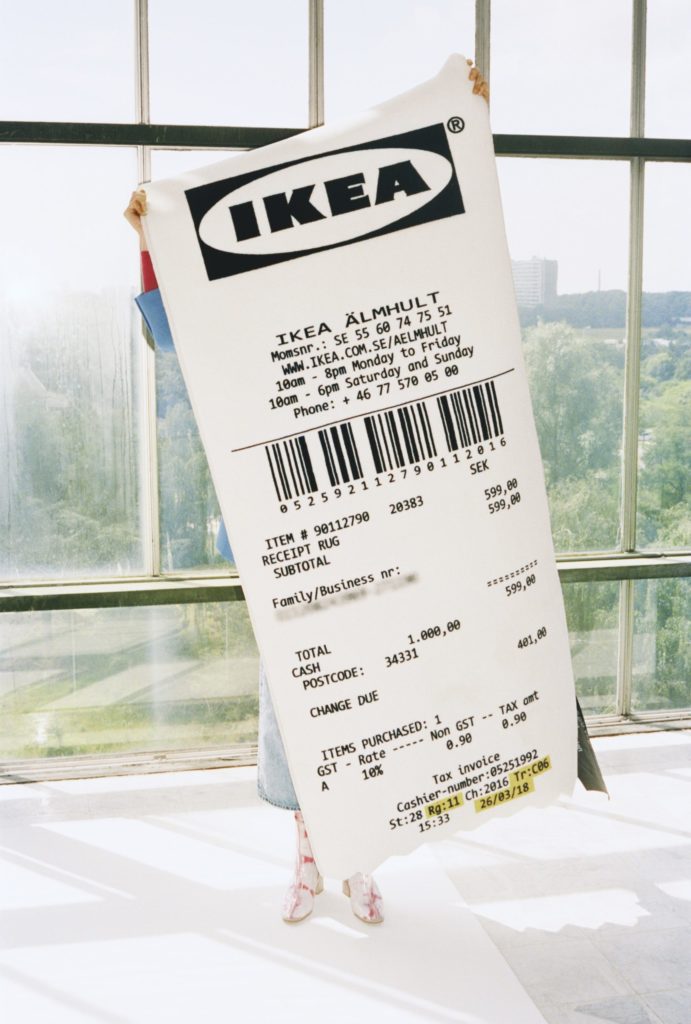 IKEA®
IKEA ÄLMHULT
Momsnr.: SE 55 60 74 75 51
WWW.IKEA.COM.SE/AELMHULT
10am - 8pm Monday to Friday
10am - 6pm Saturday and Sunday
Phone: + 46 77 570 05 00
052592112790112016
SEK
ITEM # 90112790 20383 599,00
RECEIPT RUG 599,00
SUBTOTAL
Family/Business nr:
==========
599,00
TOTAL 1.000,00
CASH
POSTCODE: 34331 401,00
CHANGE DUE
ITEMS PURCHASED: 1
GST - Rate ----- Non GST -- TAX amt
A 10% 0.90 0.90
Tax invoice
Cashier-number:05251992
St:28 Rg:11 Ch:2016 Tr:C06
15:33 26/03/18